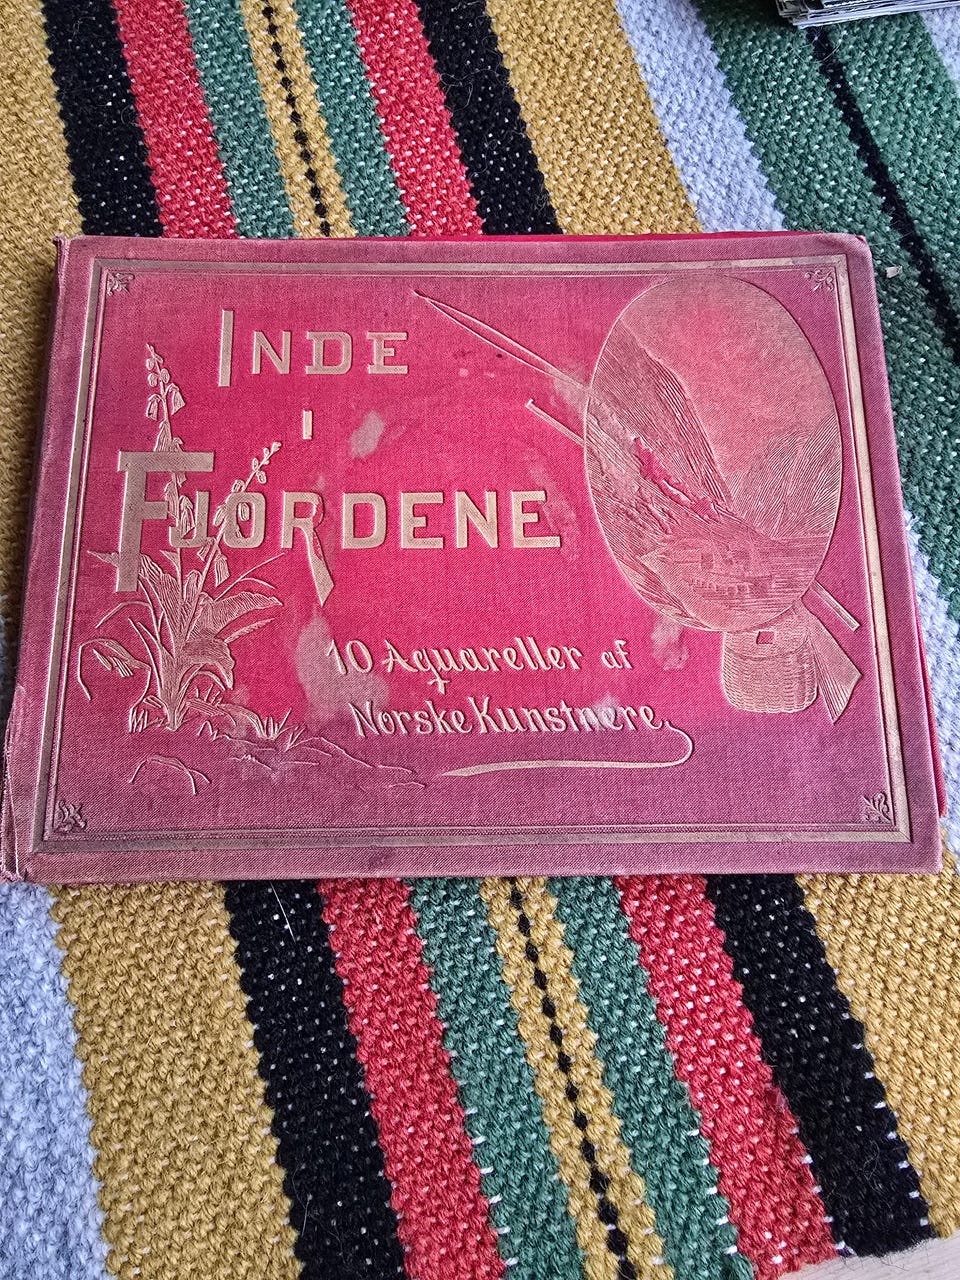 INDE
I
FJORDENE
10 Aquareller af
Norske Kunstnere.